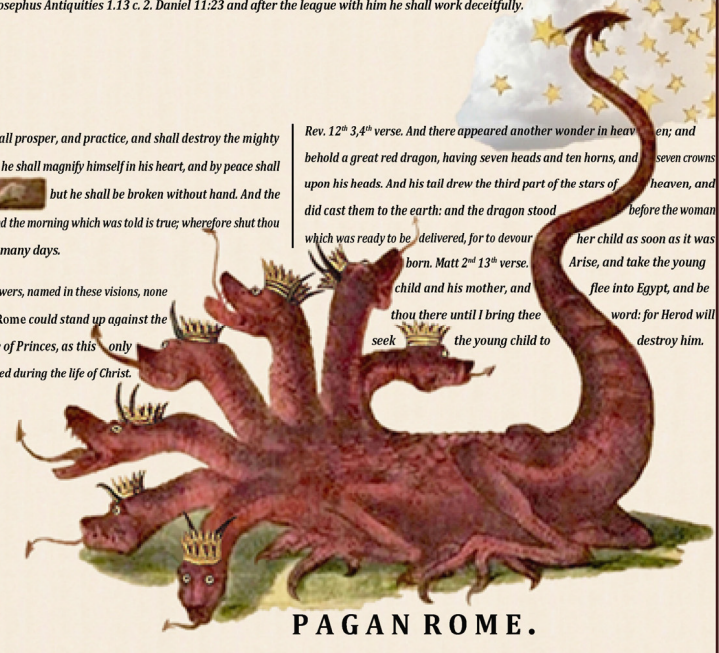 osephus Antiquities 1.13 c. 2. Daniel 11:23 and after the league with him he shall work deceitfully.
all prosper, and practice, and shall destroy the mighty
he shall magnify himself in his heart, and by peace shall
but he shall be broken without hand. And the
d the morning which was told is true; wherefore shut thou
many days.
wers, named in these visions, none
Rome could stand up against the
e of Princes, as this only
ed during the life of Christ.
Rev. 12th 3,4th verse. And there appeared another wonder in heav en; and
behold a great red dragon, having seven heads and ten horns, and seven crowns
upon his heads. And his tail drew the third part of the stars of heaven, and
did cast them to the earth: and the dragon stood before the woman
which was ready to be delivered, for to devour her child as soon as it was
born. Matt 2nd 13th verse. Arise, and take the young
child and his mother, and flee into Egypt, and be
thou there until I bring thee word: for Herod will
seek the young child to destroy him.
PAGAN ROME.